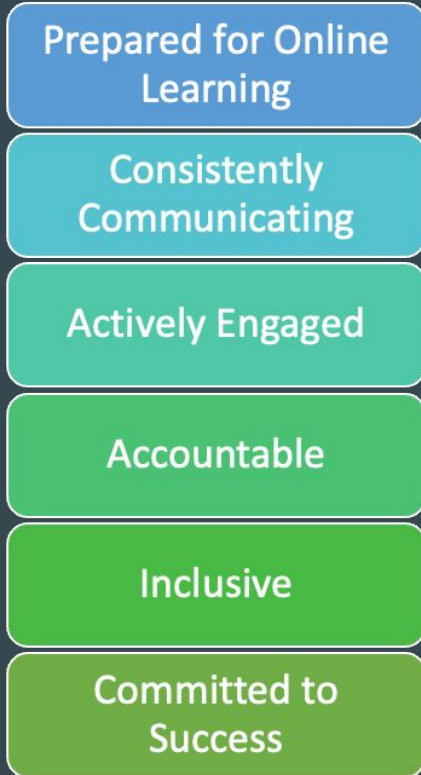 Prepared for Online
Learning
Consistently
Communicating
Actively Engaged
Accountable
Inclusive
Committed to
Success